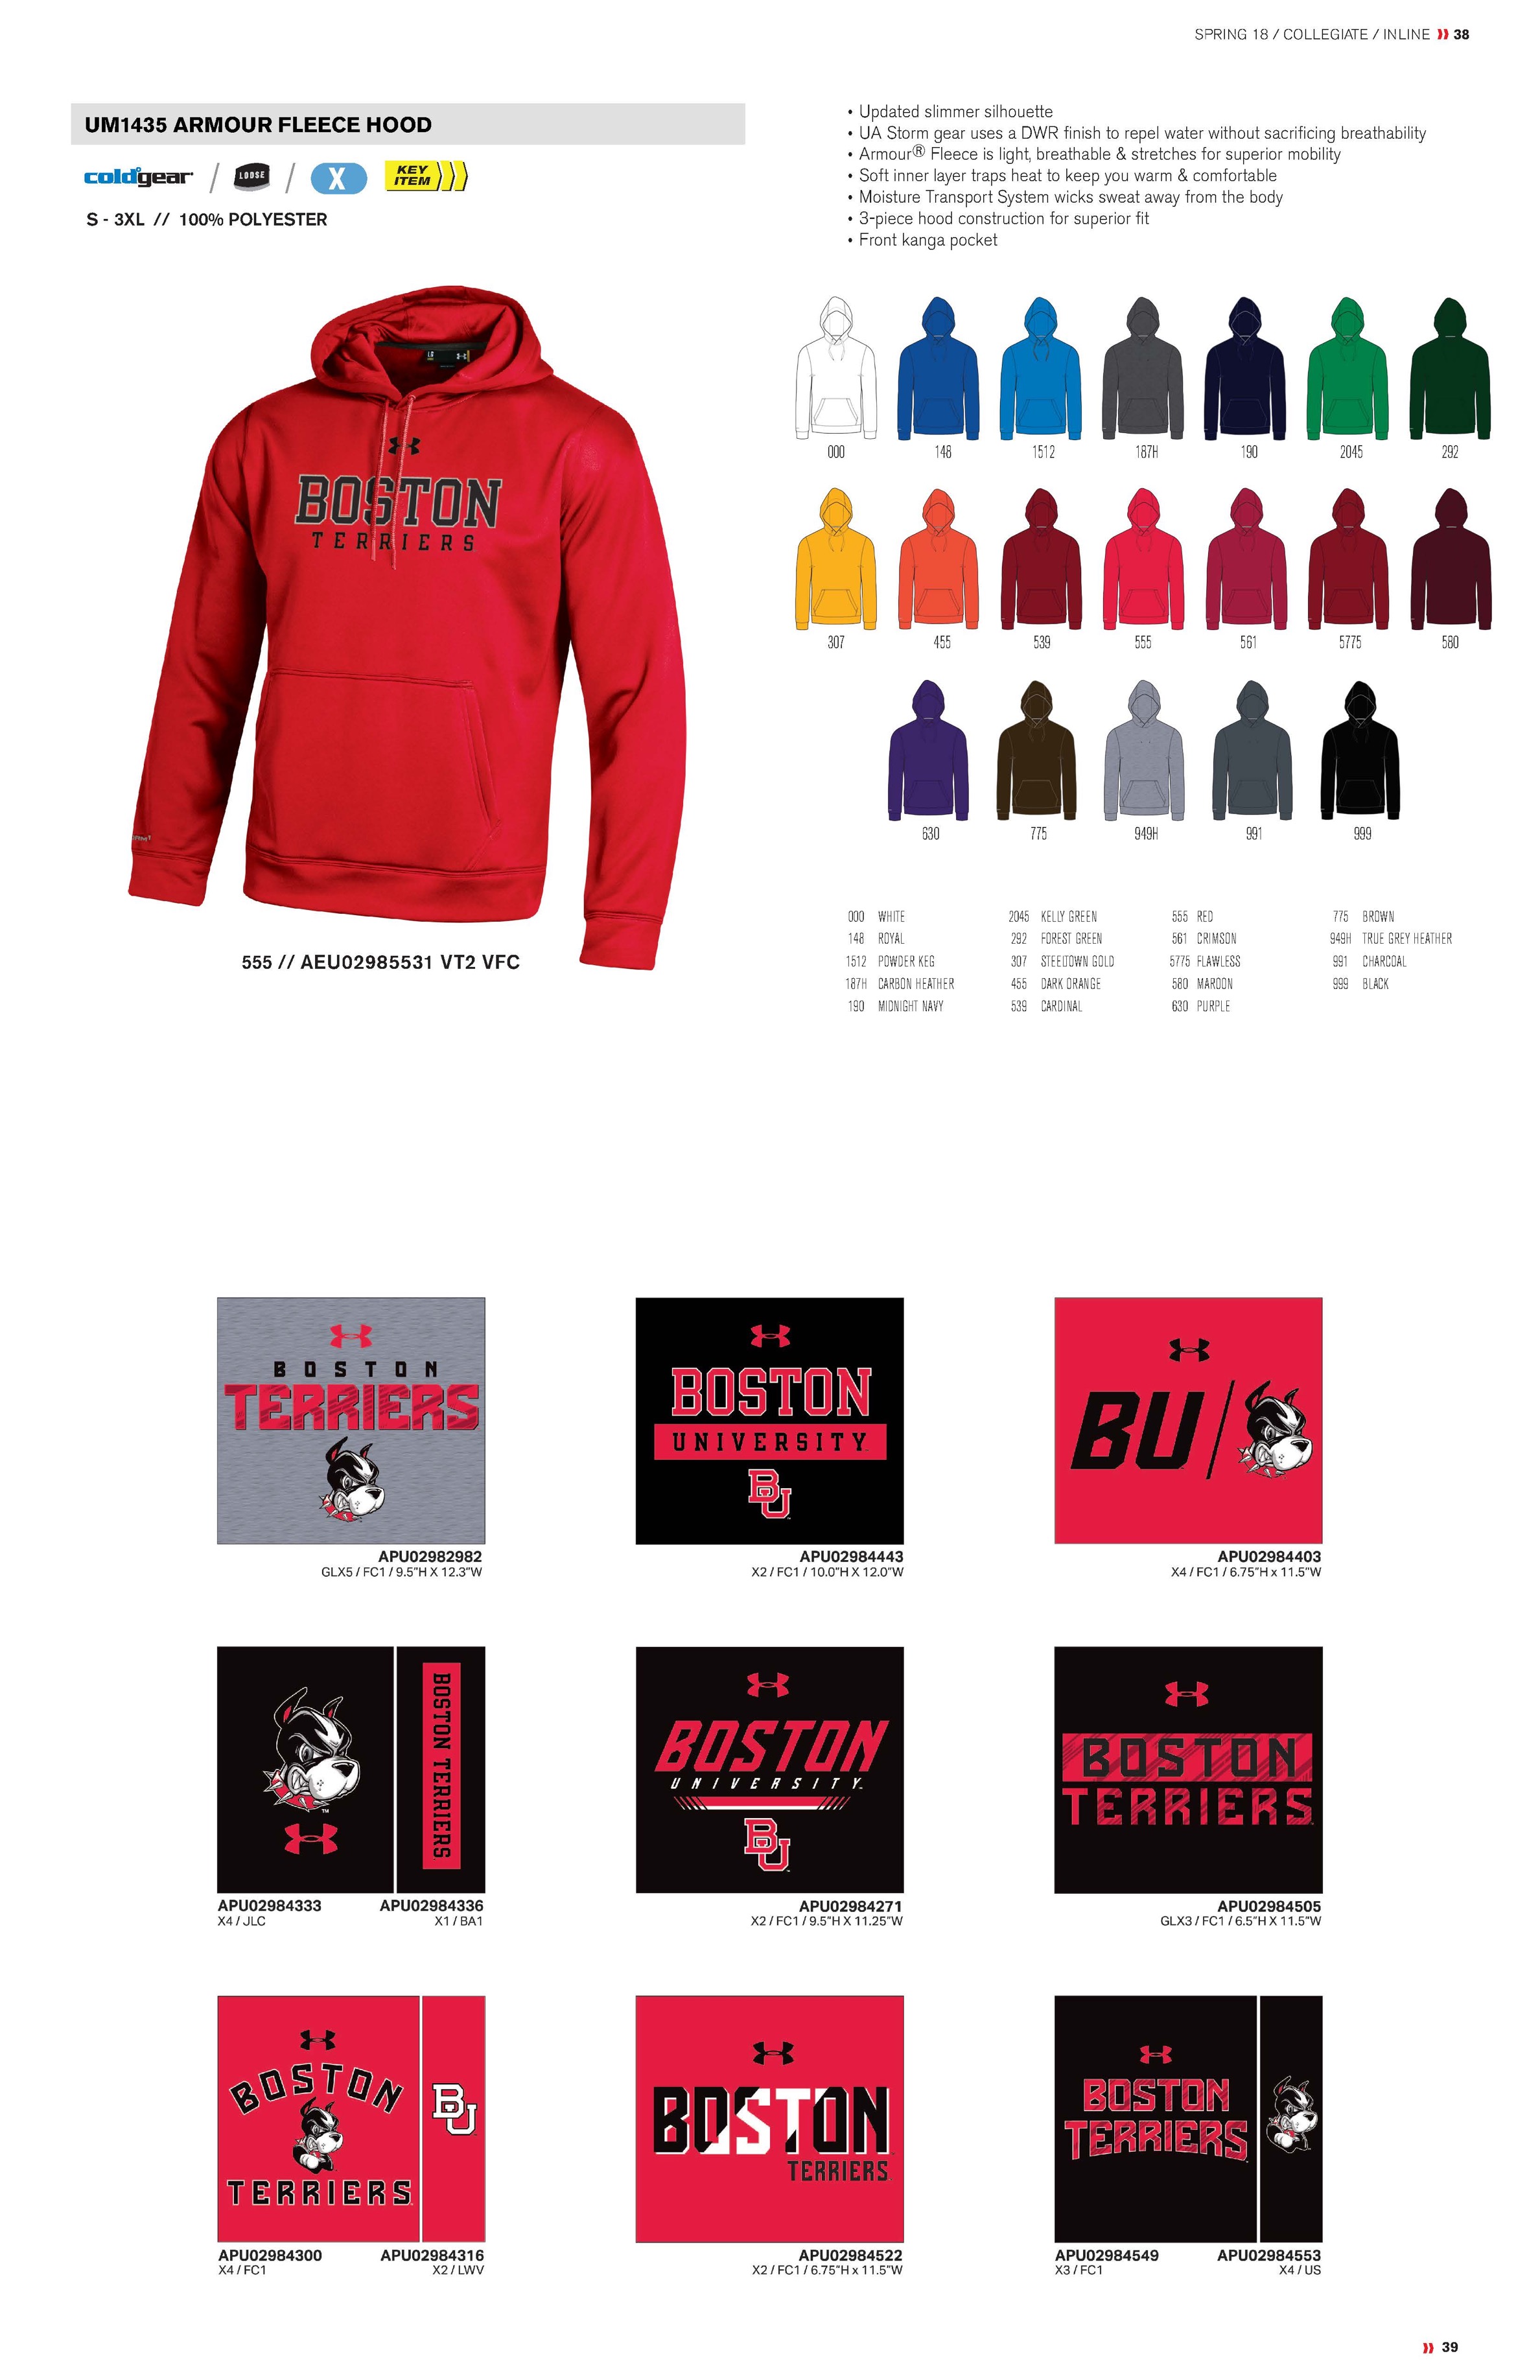 SPRING 18 / COLLEGIATE / INLINE 38
UM1435 ARMOUR FLEECE HOOD
coldgear / LOOSE / X KEY ITEM
S - 3XL // 100% POLYESTER
• Updated slimmer silhouette
• UA Storm gear uses a DWR finish to repel water without sacrificing breathability
• Armour® Fleece is light, breathable & stretches for superior mobility
• Soft inner layer traps heat to keep you warm & comfortable
• Moisture Transport System wicks sweat away from the body
• 3-piece hood construction for superior fit
• Front kanga pocket
LG
BOSTON
TERRIERS
555 // AEU02985531 VT2 VFC
000 148 1512 187H 190 2045 292
307 455 539 555 561 5775 580
630 775 949H 991 999
000 WHITE
148 ROYAL
1512 POWDER KEG
187H CARBON HEATHER
190 MIDNIGHT NAVY
2045 KELLY GREEN
292 FOREST GREEN
307 STEELTOWN GOLD
455 DARK ORANGE
539 CARDINAL
555 RED
561 CRIMSON
5775 FLAWLESS
580 MAROON
630 PURPLE
775 BROWN
949H TRUE GREY HEATHER
991 CHARCOAL
999 BLACK
BOSTON
TERRIERS
APU02982982
GLX5 / FC1 / 9.5"H X 12.3"W
BOSTON
UNIVERSITY
BU
APU02984443
X2 / FC1 / 10.0"H X 12.0"W
BU/
APU02984403
X4 / FC1 / 6.75"H x 11.5"W
TM
BOSTON TERRIERS
APU02984333 APU02984336
X4 / JLC X1 / BA1
BOSTON
UNIVERSITY
BU
APU02984271
X2 / FC1 / 9.5"H X 11.25"W
BOSTON
TERRIERS
APU02984505
GLX3 / FC1 / 6.5"H X 11.5"W
BOSTON
TERRIERS
BU
APU02984300 APU02984316
X4 / FC1 X2 / LWV
BOSTON
TERRIERS
APU02984522
X2 / FC1 / 6.75"H x 11.5"W
BOSTON
TERRIERS
APU02984549 APU02984553
X3 / FC1 X4 / US
39